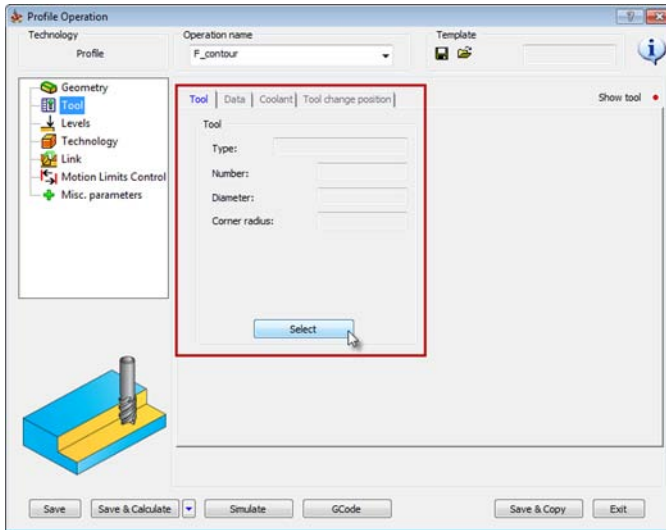 Profile Operation
Technology
Operation name
Template
Profile
F_contour
Geometry
Tool
Levels
Technology
Link
Motion Limits Control
Misc. parameters
Tool
Data
Coolant
Tool change position
Show tool
Tool
Type:
Number:
Diameter:
Corner radius:
Select
Save
Save & Calculate
Simulate
GCode
Save & Copy
Exit